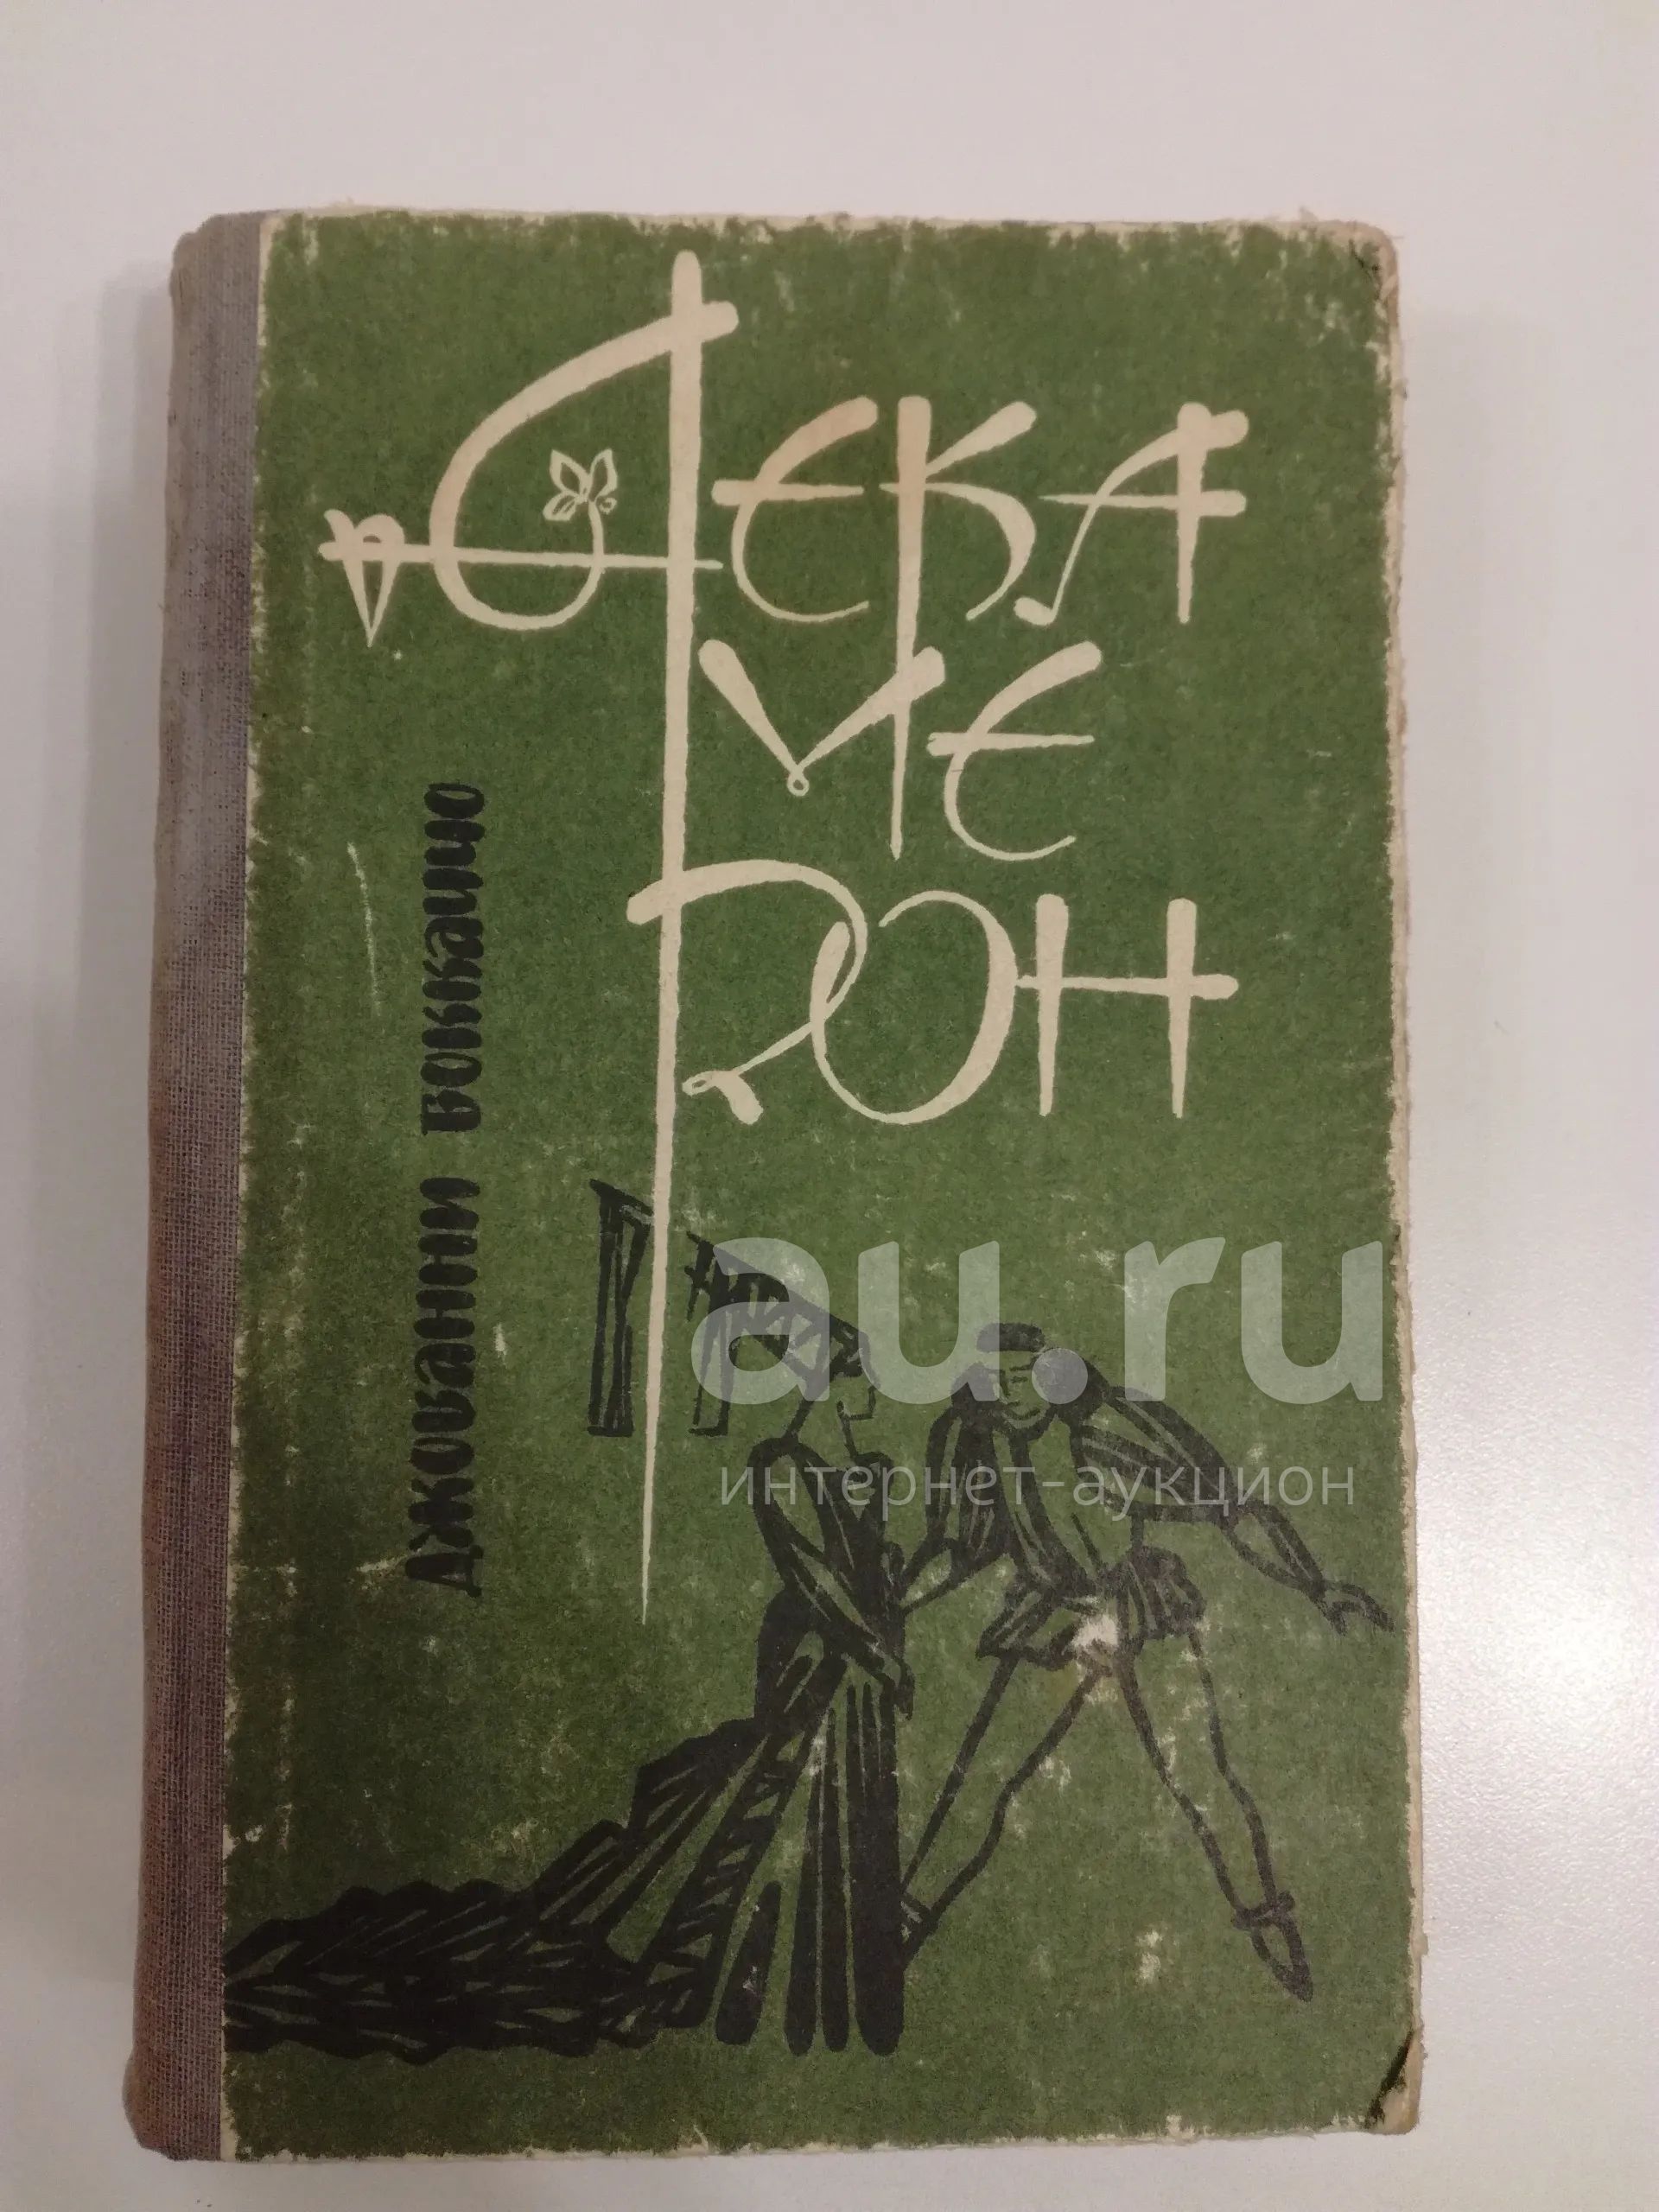 ДЕКА
МЕ
РОН
джованни боккаччо
au.ru
интернет-аукцион